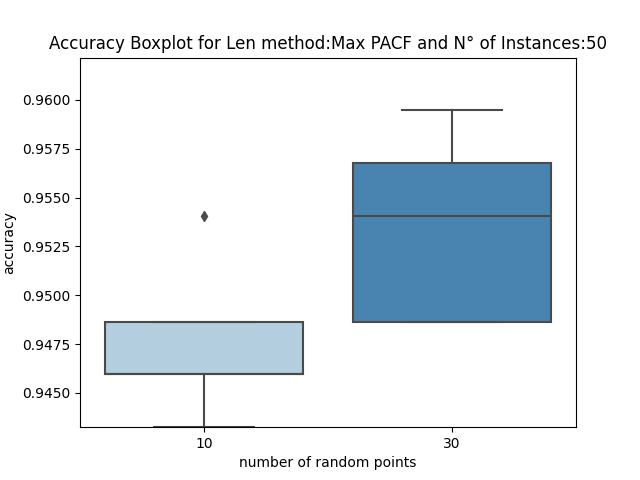 Accuracy Boxplot for Len method:Max PACF and N° of Instances:50
0.9600
0.9575
0.9550
0.9525
0.9500
0.9475
0.9450
accuracy
10 30
number of random points